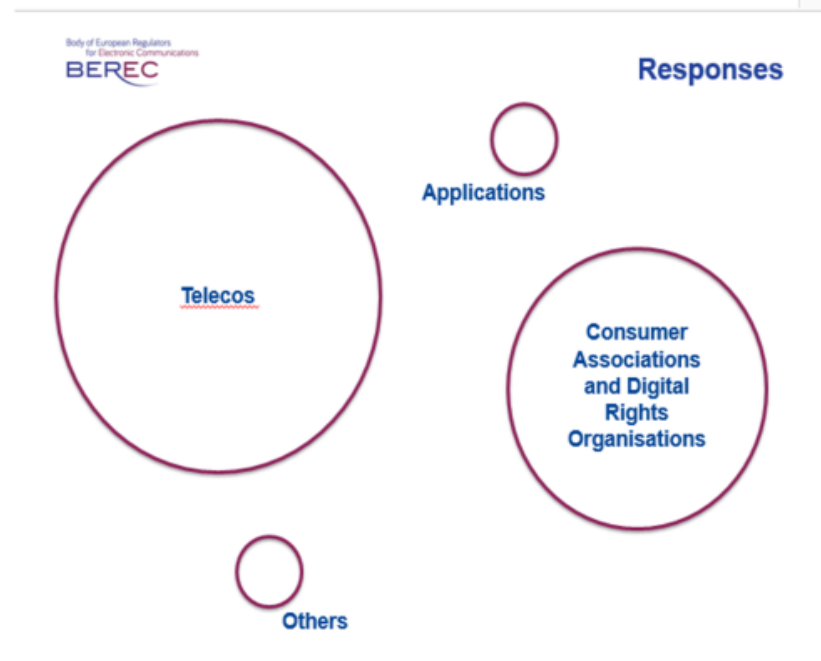 Body of European Regulators
for Electronic Communications
BEREC
Responses
Applications
Telecos
Consumer
Associations
and Digital
Rights
Organisations
Others